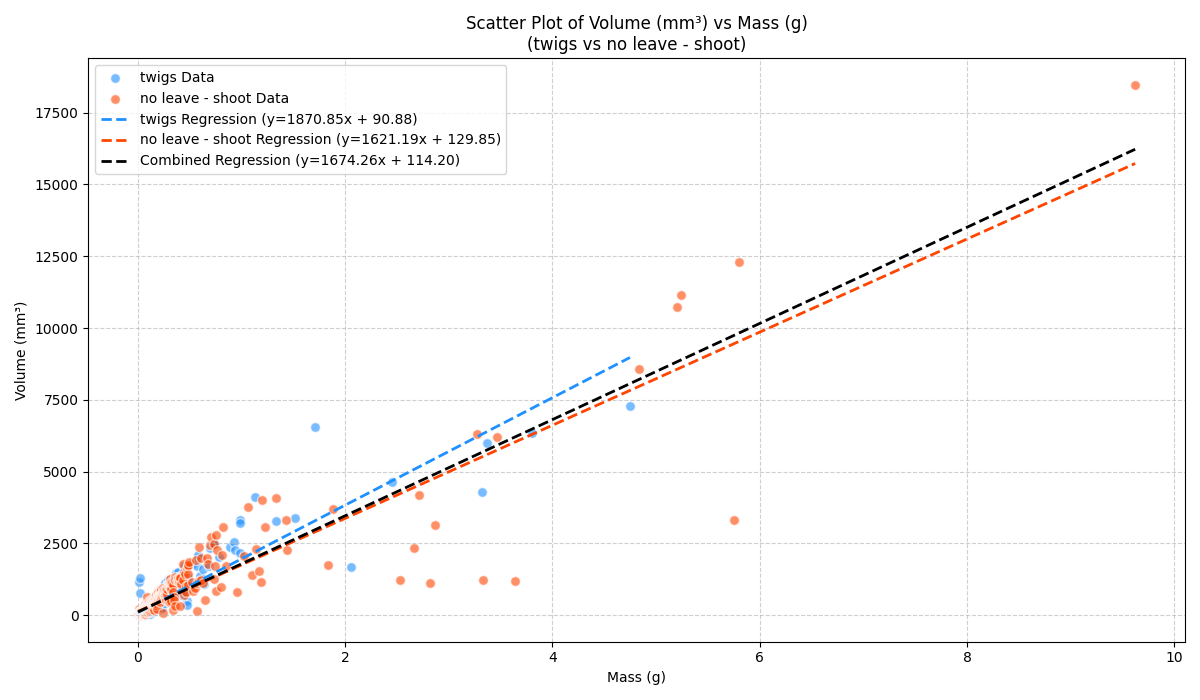 Scatter Plot of Volume (mm³) vs Mass (g)
(twigs vs no leave - shoot)
twigs Data
no leave - shoot Data
twigs Regression (y=1870.85x + 90.88)
no leave - shoot Regression (y=1621.19x + 129.85)
Combined Regression (y=1674.26x + 114.20)
Volume (mm³)
17500
15000
12500
10000
7500
5000
2500
0
0 2 4 6 8 10
Mass (g)